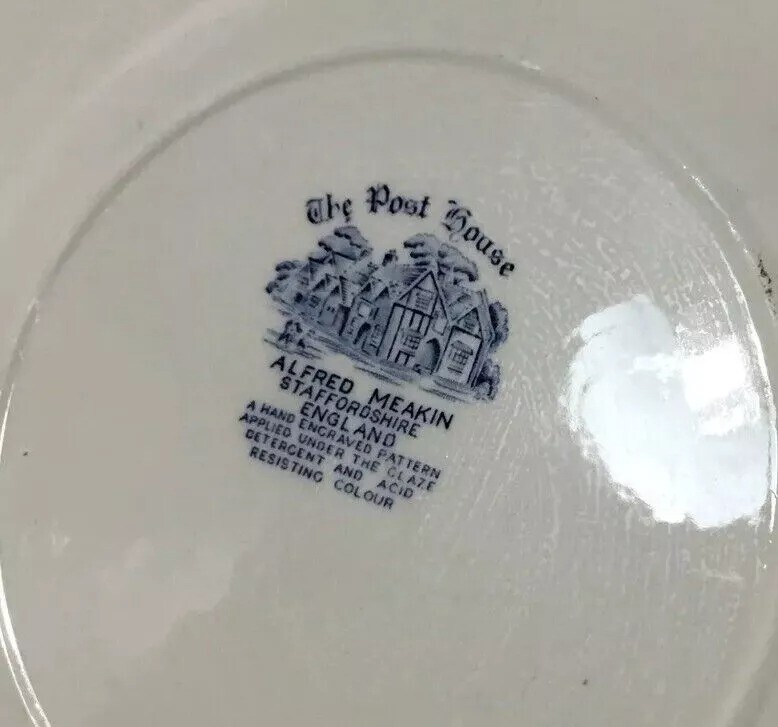 The Post House
ALFRED MEAKIN
STAFFORDSHIRE
ENGLAND
A HAND ENGRAVED PATTERN
APPLIED UNDER THE GLAZE
DETERGENT AND ACID
RESISTING COLOUR